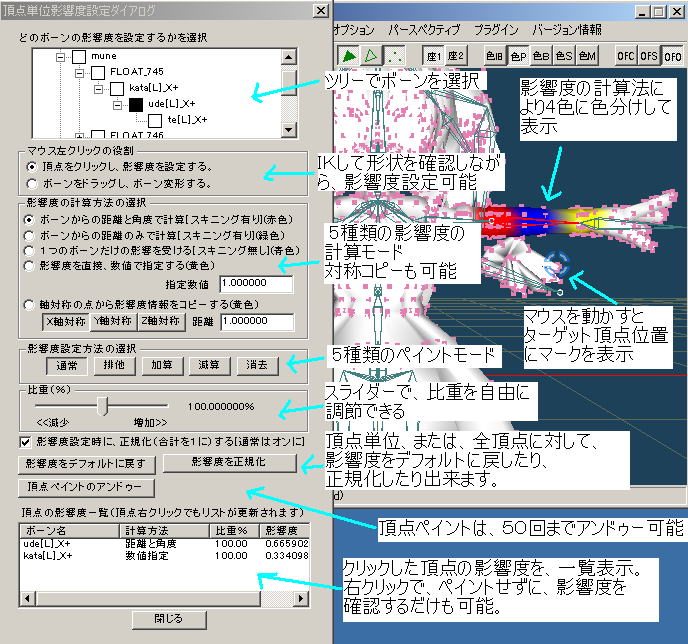 頂点単位影響度設定ダイアログ
どのボーンの影響度を設定するかを選択
mune
FLOAT_745
kata[L]_X+
ude[L]_X+
te[L]_X+
FLOAT_746
マウス左クリックの役割
頂点をクリックし、影響度を設定する。
ボーンをドラッグし、ボーン変形する。
影響度の計算方法の選択
ボーンからの距離と角度で計算[スキニング有り](赤色)
ボーンからの距離のみで計算[スキニング有り](緑色)
1つのボーンだけの影響を受ける[スキニング無し](青色)
影響度を直接、数値で指定する(黄色)
指定数値 1.000000
軸対称の点から影響度情報をコピーする(黄色)
X軸対称 Y軸対称 Z軸対称 距離 1.000000
影響度設定方法の選択
通常 排他 加算 減算 消去
比重(%)
100.000000%
<<減少 増加>>
影響度設定時に、正規化(合計を1に)する[通常はオンに]
影響度をデフォルトに戻す 影響度を正規化
頂点ペイントのアンドゥー
頂点の影響度一覧(頂点右クリックでもリストが更新されます)
ボーン名 計算方法 比重% 影響度
ude[L]_X+ 距離と角度 100.00 0.665902
kata[L]_X+ 数値指定 100.00 0.334098
閉じる
オプション パースペクティブ プラグイン バージョン情報
座1 座2 色IB 色P 色B 色S 色M OFC OFS OFO
ツリーでボーンを選択
影響度の計算法に
より4色に色分けして
表示
IKして形状を確認しなが
ら、影響度設定可能
5種類の影響度の
計算モード
対称コピーも可能
マウスを動かすと
ターゲット頂点位置
にマークを表示
5種類のペイントモード
スライダーで、比重を自由に
調節できる
頂点単位、または、全頂点に対して、
影響度をデフォルトに戻したり、
正規化したり出来ます。
d)
頂点ペイントは、50回までアンドゥー可能
クリックした頂点の影響度を、一覧表示。
右クリックで、ペイントせずに、影響度を
確認するだけも可能。